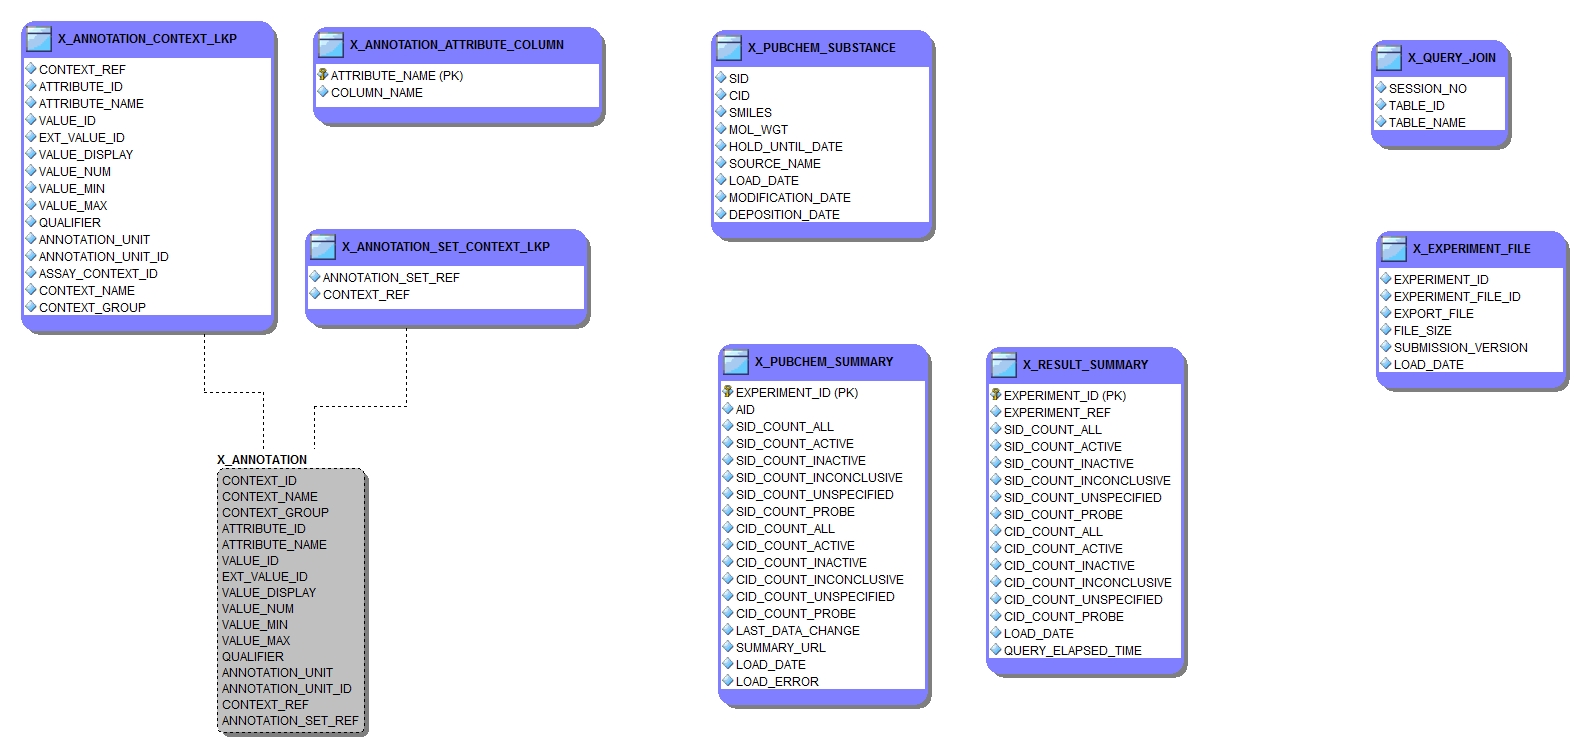 X_ANNOTATION_CONTEXT_LKP
CONTEXT_REF
ATTRIBUTE_ID
ATTRIBUTE_NAME
VALUE_ID
EXT_VALUE_ID
VALUE_DISPLAY
VALUE_NUM
VALUE_MIN
VALUE_MAX
QUALIFIER
ANNOTATION_UNIT
ANNOTATION_UNIT_ID
ASSAY_CONTEXT_ID
CONTEXT_NAME
CONTEXT_GROUP
X_ANNOTATION_ATTRIBUTE_COLUMN
ATTRIBUTE_NAME (PK)
COLUMN_NAME
X_ANNOTATION_SET_CONTEXT_LKP
ANNOTATION_SET_REF
CONTEXT_REF
X_ANNOTATION
CONTEXT_ID
CONTEXT_NAME
CONTEXT_GROUP
ATTRIBUTE_ID
ATTRIBUTE_NAME
VALUE_ID
EXT_VALUE_ID
VALUE_DISPLAY
VALUE_NUM
VALUE_MIN
VALUE_MAX
QUALIFIER
ANNOTATION_UNIT
ANNOTATION_UNIT_ID
CONTEXT_REF
ANNOTATION_SET_REF
X_PUBCHEM_SUBSTANCE
SID
CID
SMILES
MOL_WGT
HOLD_UNTIL_DATE
SOURCE_NAME
LOAD_DATE
MODIFICATION_DATE
DEPOSITION_DATE
X_PUBCHEM_SUMMARY
EXPERIMENT_ID (PK)
AID
SID_COUNT_ALL
SID_COUNT_ACTIVE
SID_COUNT_INACTIVE
SID_COUNT_INCONCLUSIVE
SID_COUNT_UNSPECIFIED
SID_COUNT_PROBE
CID_COUNT_ALL
CID_COUNT_ACTIVE
CID_COUNT_INACTIVE
CID_COUNT_INCONCLUSIVE
CID_COUNT_UNSPECIFIED
CID_COUNT_PROBE
LAST_DATA_CHANGE
SUMMARY_URL
LOAD_DATE
LOAD_ERROR
X_RESULT_SUMMARY
EXPERIMENT_ID (PK)
EXPERIMENT_REF
SID_COUNT_ALL
SID_COUNT_ACTIVE
SID_COUNT_INACTIVE
SID_COUNT_INCONCLUSIVE
SID_COUNT_UNSPECIFIED
SID_COUNT_PROBE
CID_COUNT_ALL
CID_COUNT_ACTIVE
CID_COUNT_INACTIVE
CID_COUNT_INCONCLUSIVE
CID_COUNT_UNSPECIFIED
CID_COUNT_PROBE
LOAD_DATE
QUERY_ELAPSED_TIME
X_QUERY_JOIN
SESSION_NO
TABLE_ID
TABLE_NAME
X_EXPERIMENT_FILE
EXPERIMENT_ID
EXPERIMENT_FILE_ID
EXPORT_FILE
FILE_SIZE
SUBMISSION_VERSION
LOAD_DATE